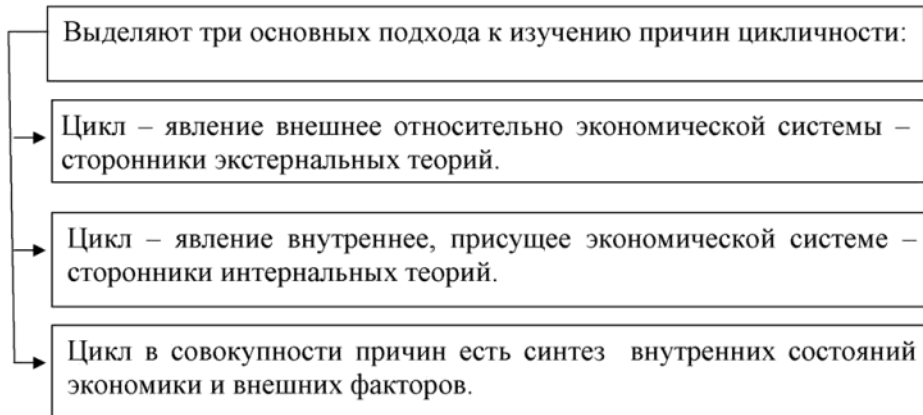 Выделяют три основных подхода к изучению причин цикличности:
Цикл – явление внешнее относительно экономической системы –
сторонники экстернальных теорий.
Цикл – явление внутреннее, присущее экономической системе –
сторонники интернальных теорий.
Цикл в совокупности причин есть синтез внутренних состояний
экономики и внешних факторов.